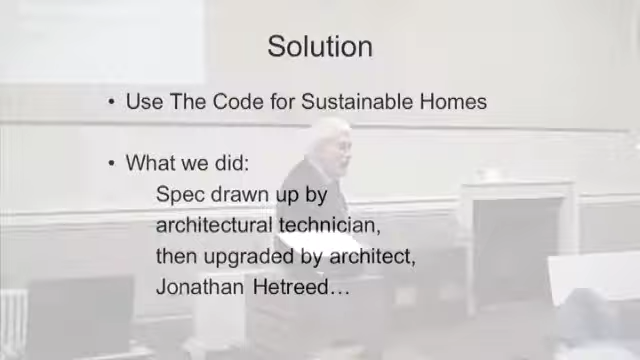 Solution
• Use The Code for Sustainable Homes
• What we did:
Spec drawn up by
architectural technician,
then upgraded by architect,
Jonathan Hetreed…